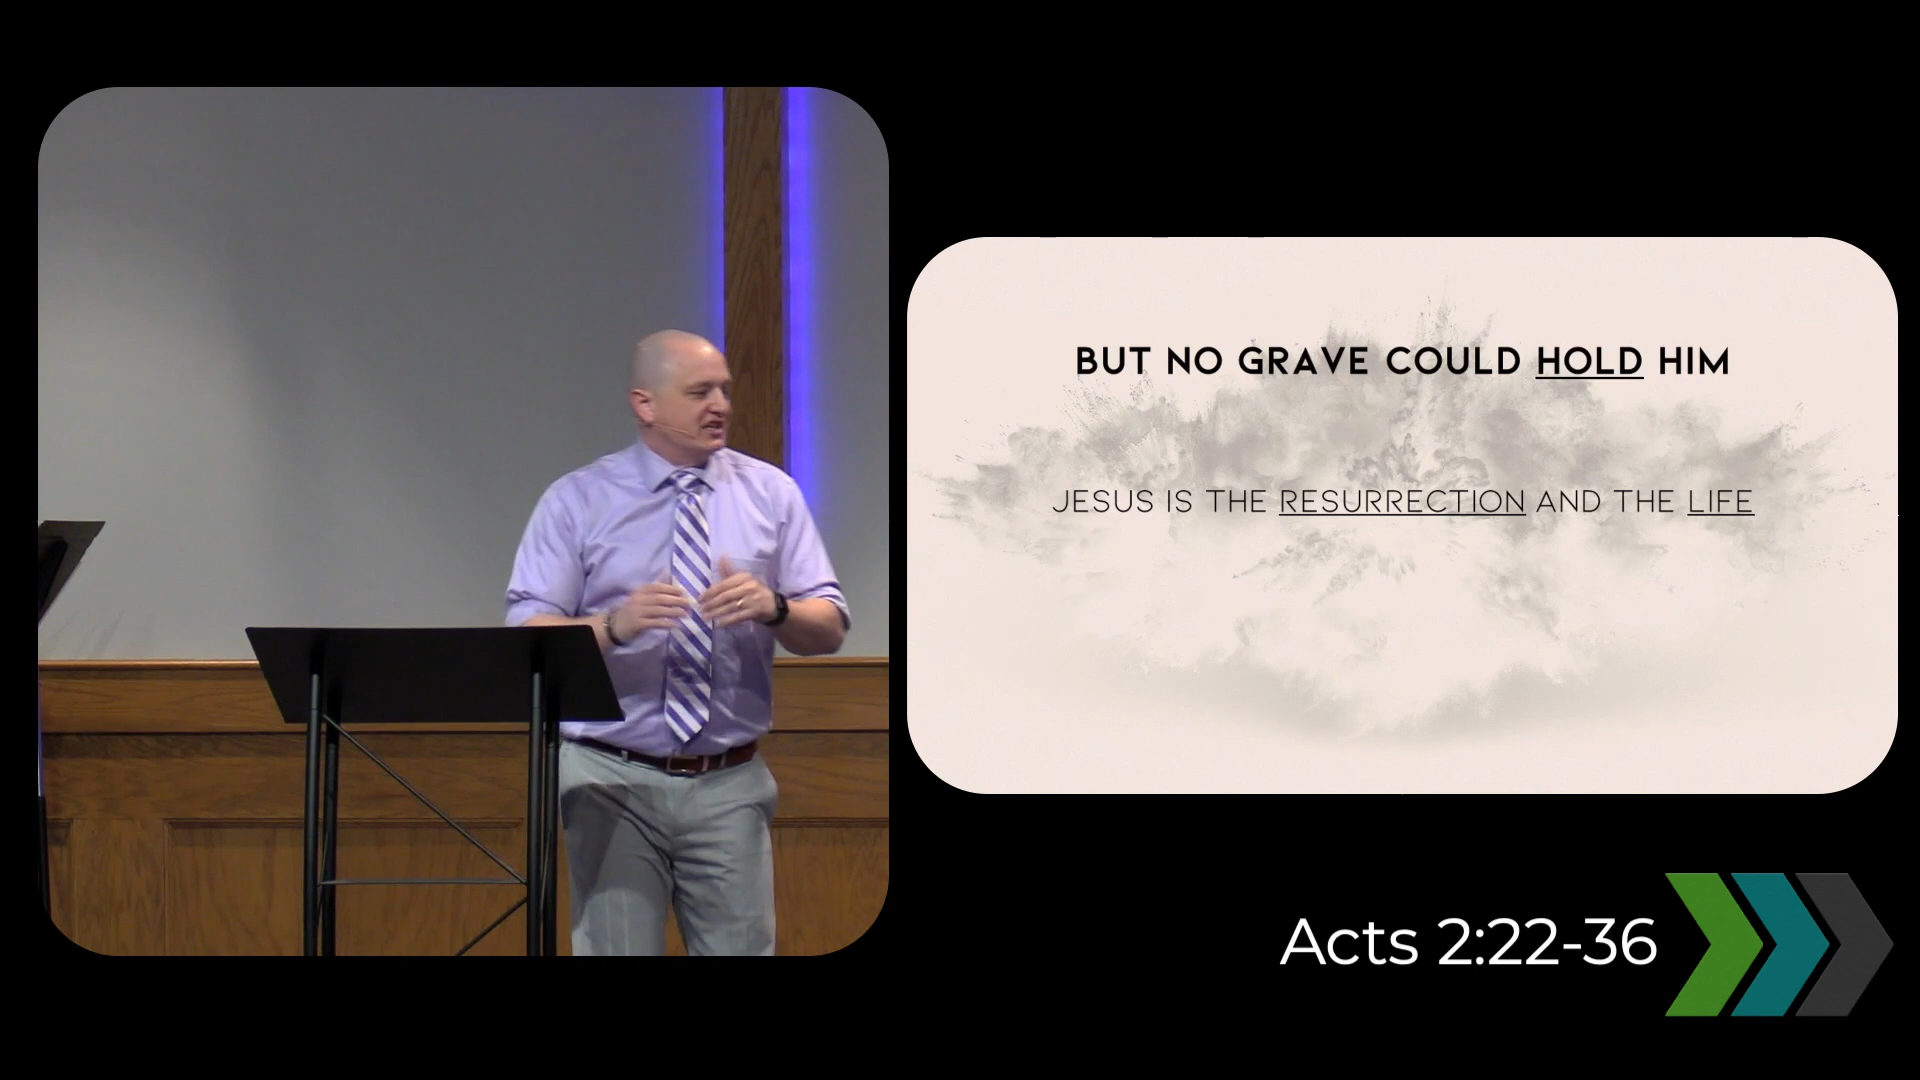 BUT NO GRAVE COULD HOLD HIM
JESUS IS THE RESURRECTION AND THE LIFE
Acts 2:22-36